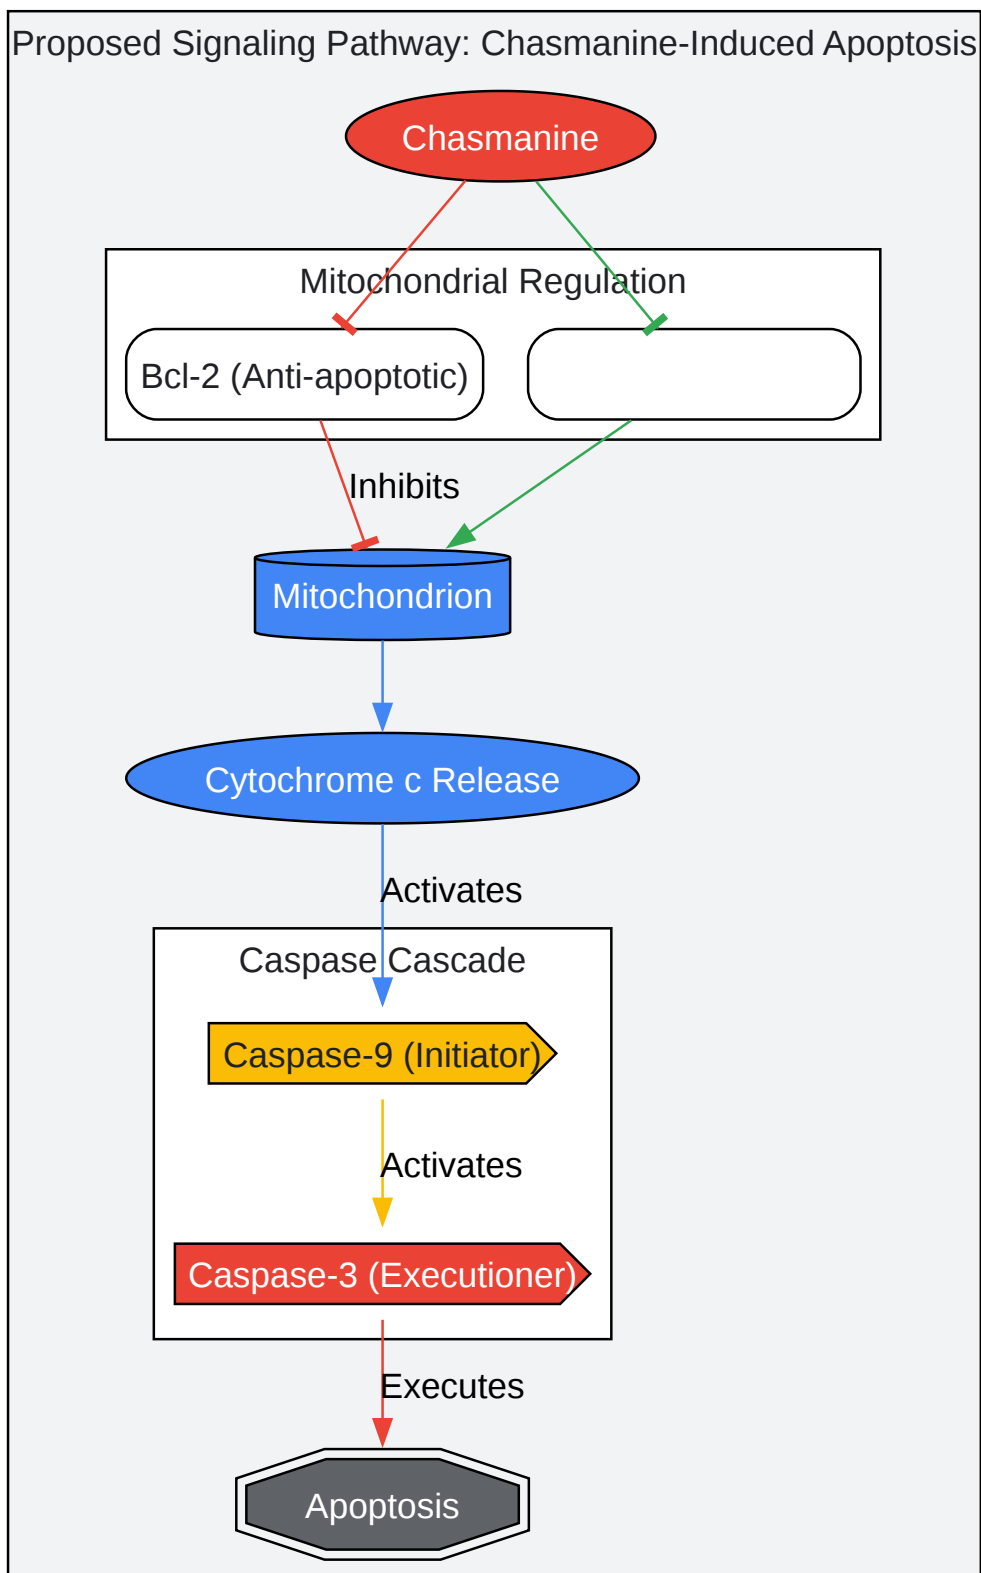 Proposed Signaling Pathway: Chasmanine-Induced Apoptosis
Chasmanine
Mitochondrial Regulation
Bcl-2 (Anti-apoptotic)
Inhibits
Mitochondrion
Cytochrome c Release
Activates
Caspase Cascade
Caspase-9 (Initiator)
Activates
Caspase-3 (Executioner)
Executes
Apoptosis